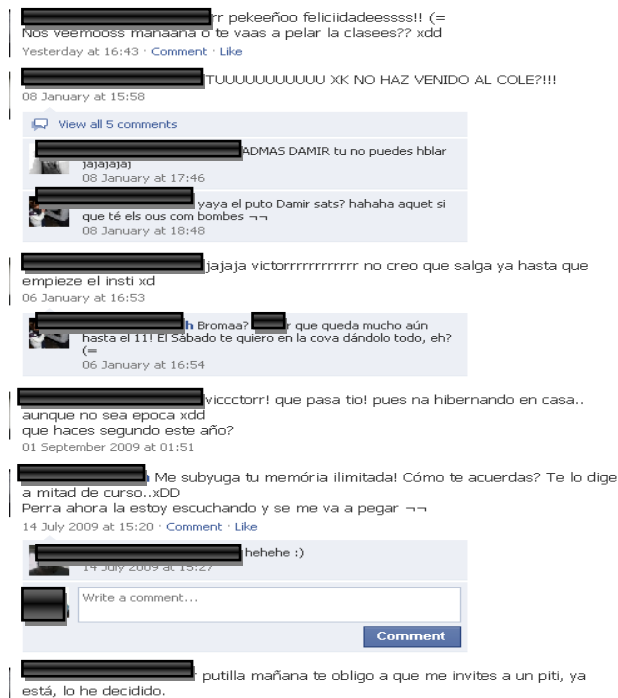 rr pekeeñoo feliciidadeessss!! (=
Nos veemooss mañaana o te vaas a pelar la clasees?? xdd
Yesterday at 16:43 · Comment · Like
TUUUUUUUUUUU XK NO HAZ VENIDO AL COLE?!!!
08 January at 15:58
View all 5 comments
ADMAS DAMIR tu no puedes hblar
jajajajaj
08 January at 17:46
yaya el puto Damir sats? hahaha aquet si
que té els ous com bombes ¬¬
08 January at 18:48
jajaja victorrrrrrrrrrrr no creo que salga ya hasta que
empieze el insti xd
06 January at 16:53
h Bromaa? r que queda mucho aún
hasta el 11! El Sábado te quiero en la cova dándolo todo, eh?
(=
06 January at 16:54
viccctorr! que pasa tio! pues na hibernando en casa..
aunque no sea epoca xdd
que haces segundo este año?
01 September 2009 at 01:51
Me subyuga tu memória ilimitada! Cómo te acuerdas? Te lo dige
a mitad de curso..xDD
Perra ahora la estoy escuchando y se me va a pegar ¬¬
14 July 2009 at 15:20 · Comment · Like
hehehe :)
14 July 2009 at 15:27
Write a comment...
Comment
putilla mañana te obligo a que me invites a un piti, ya
está, lo he decidido.